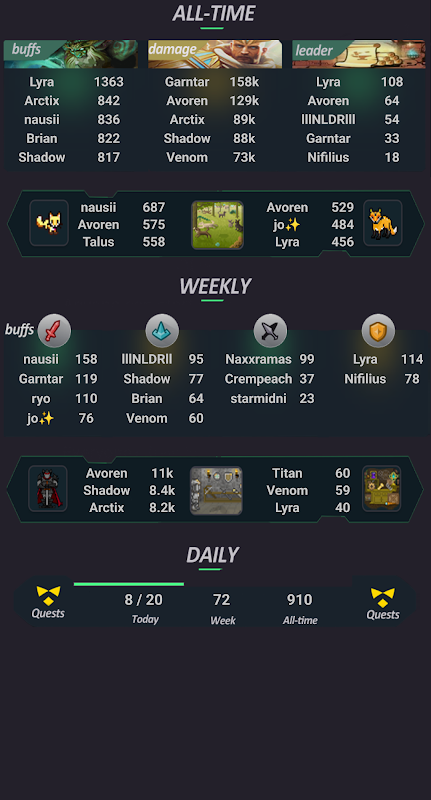 ALL-TIME
buffs damage leader
Lyra 1363 Garntar 158k Lyra 108
Arctix 842 Avoren 129k Avoren 64
nausii 836 Arctix 89k lllNLDRlll 54
Brian 822 Shadow 88k Garntar 33
Shadow 817 Venom 73k Nifilius 18
nausii 687 Avoren 529
Avoren 575 jo✨ 484
Talus 558 Lyra 456
WEEKLY
buffs
nausii 158 lllNLDRlll 95 Naxxramas 99 Lyra 114
Garntar 119 Shadow 77 Crempeach 37 Nifilius 78
ryo 110 Brian 64 starmidni 23
jo✨ 76 Venom 60
Avoren 11k Titan 60
Shadow 8.4k Venom 59
Arctix 8.2k Lyra 40
DAILY
8 / 20 72 910
Quests Today Week All-time Quests